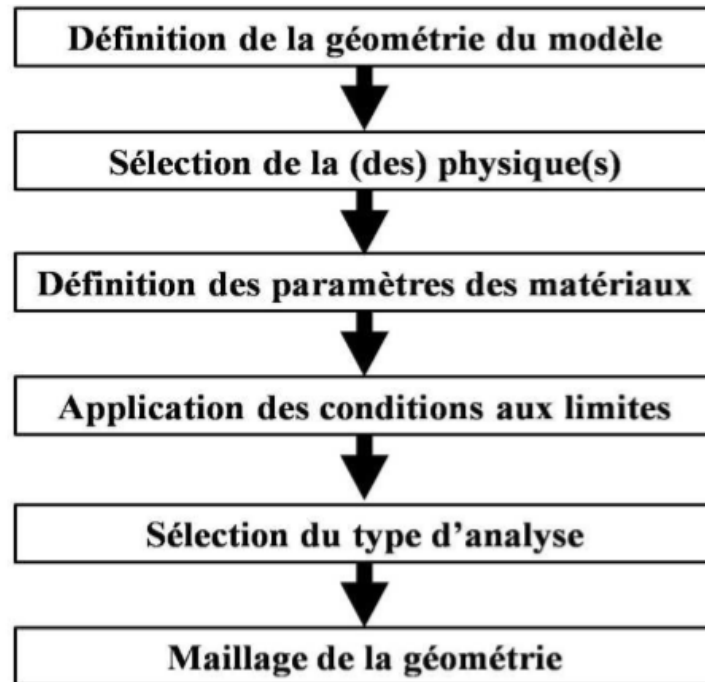 Définition de la géométrie du modèle
Sélection de la (des) physique(s)
Définition des paramètres des matériaux
Application des conditions aux limites
Sélection du type d’analyse
Maillage de la géométrie